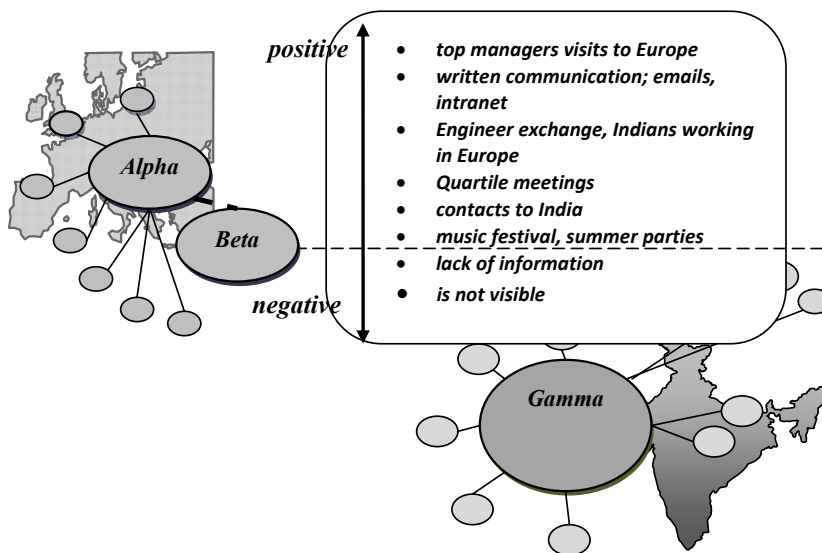 positive
• top managers visits to Europe
• written communication; emails,
intranet
• Engineer exchange, Indians working
in Europe
• Quartile meetings
• contacts to India
• music festival, summer parties
• lack of information
• is not visible
negative
Alpha
Beta
Gamma